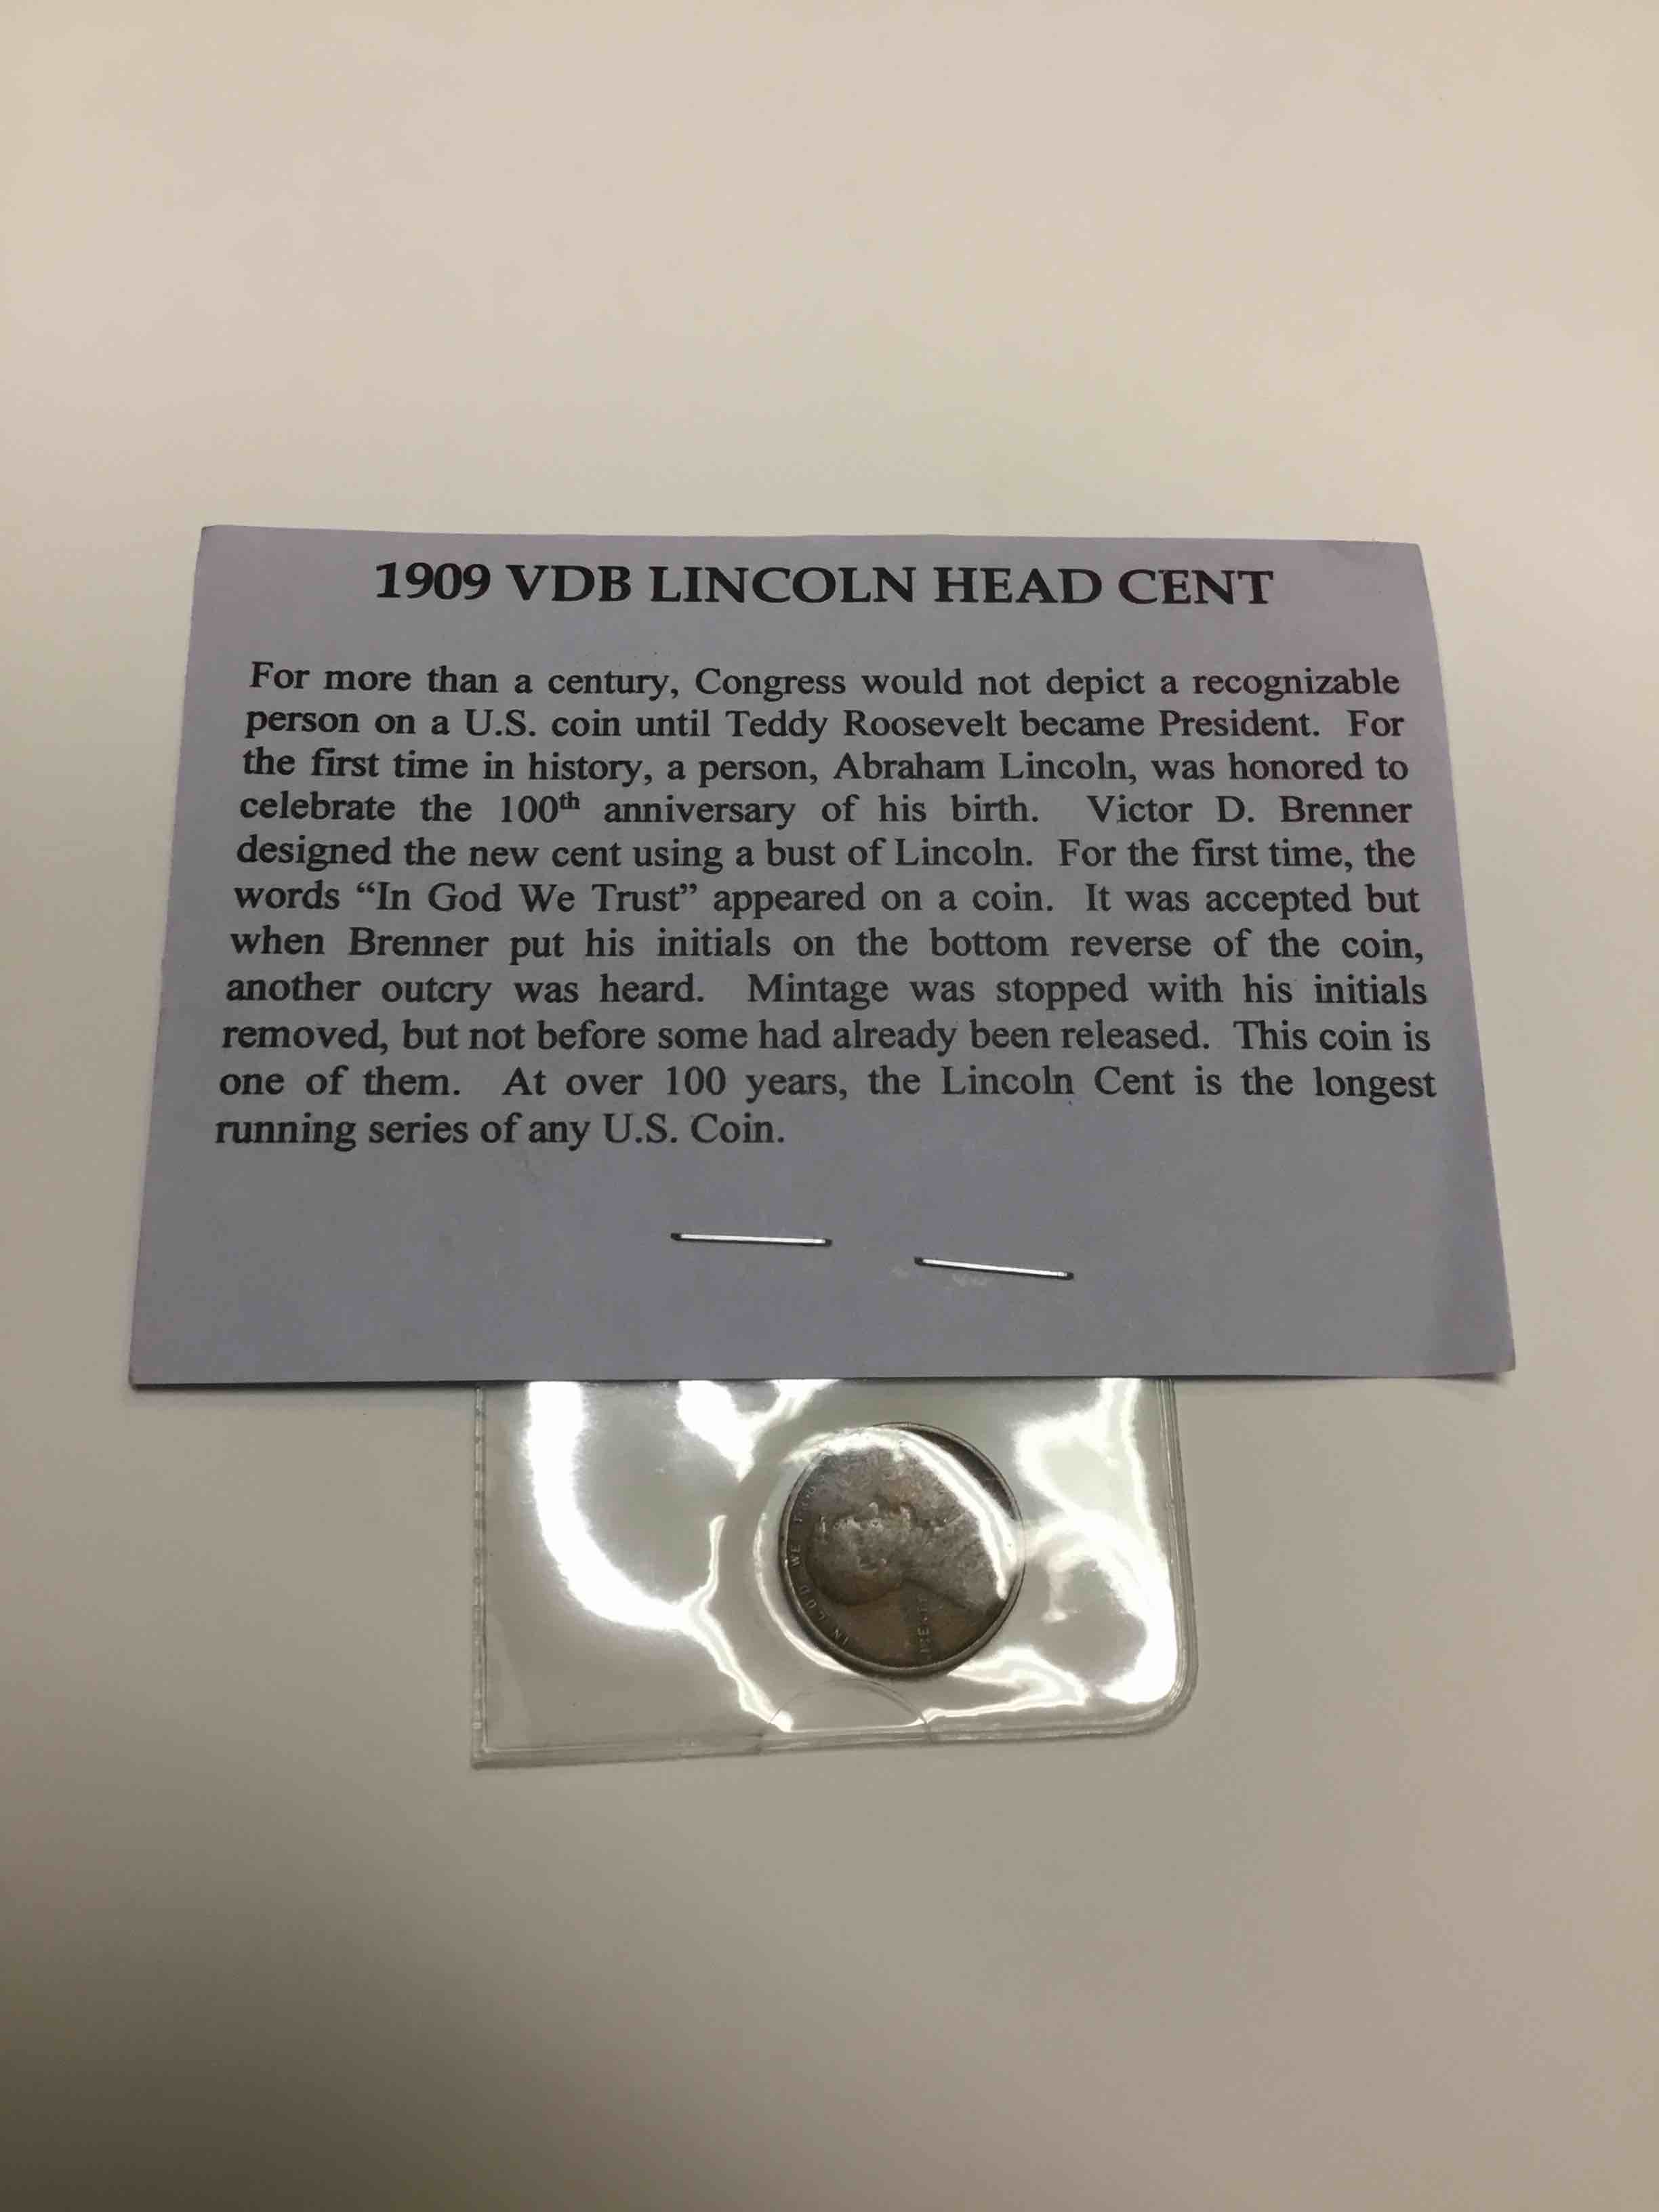 1909 VDB LINCOLN HEAD CENT
For more than a century, Congress would not depict a recognizable
person on a U.S. coin until Teddy Roosevelt became President. For
the first time in history, a person, Abraham Lincoln, was honored to
celebrate the 100th anniversary of his birth. Victor D. Brenner
designed the new cent using a bust of Lincoln. For the first time, the
words “In God We Trust” appeared on a coin. It was accepted but
when Brenner put his initials on the bottom reverse of the coin,
another outcry was heard. Mintage was stopped with his initials
removed, but not before some had already been released. This coin is
one of them. At over 100 years, the Lincoln Cent is the longest
running series of any U.S. Coin.
IN GOD WE